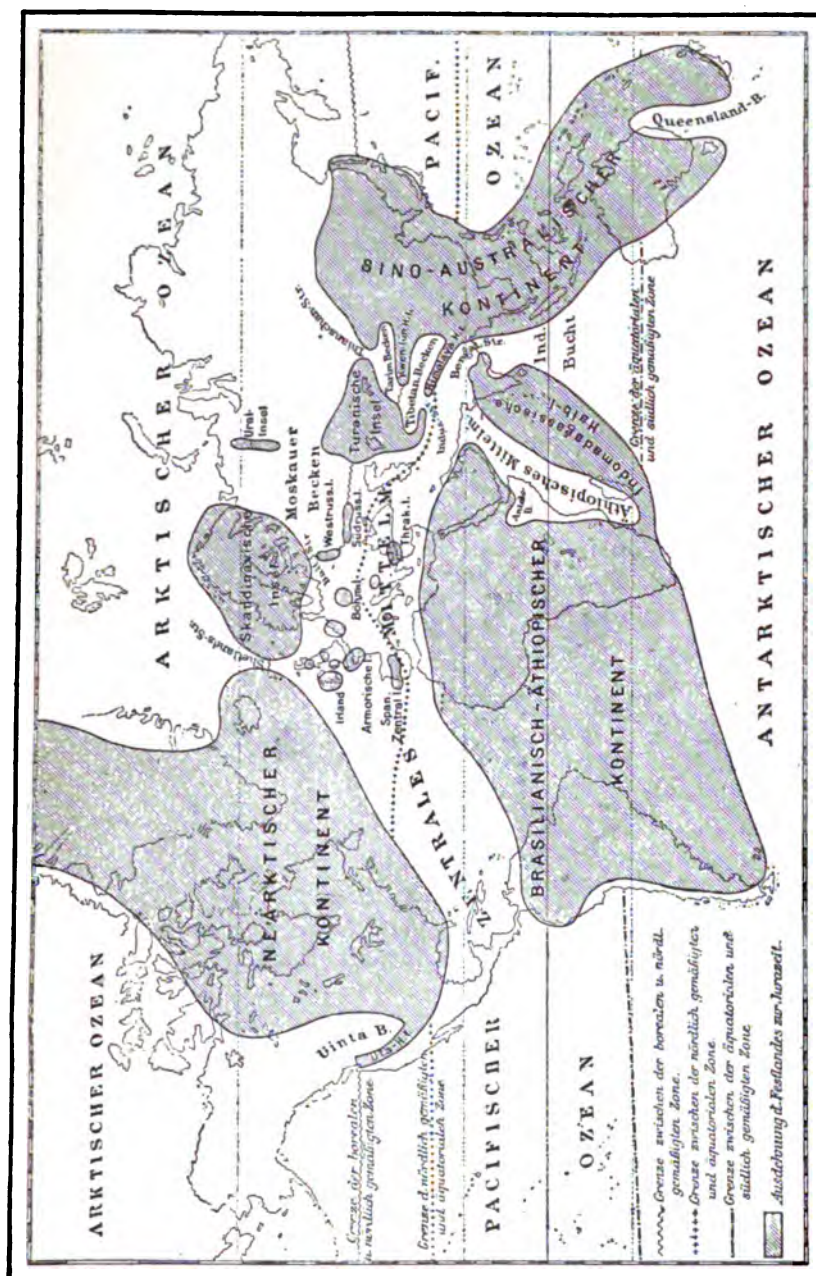 ARKTISCHER OZEAN
ARKTISCHER OZEAN
NEARKTISCHER
KONTINENT
Uinta B.
Skandinavische
Insel
Ural-
Insel
Moskauer
Becken
Westruss.I.
Südruss.I.
Irland
Armorische I.
Span.
Zentral I.
Thrak.I.
ZENTRALES MITTELM.
Turanische
Insel
Tibetan.Becken
Himalaya I.
Bengal.Str.
Indus
SINO-AUSTRALISCHER
KONTINENT
PACIF.
OZEAN
Queensland-B.
Ind.
Bucht
Indomadagassische
Halb-I.
Äthiopisches Mittelm.
BRASILIANISCH-ÄTHIOPISCHER
KONTINENT
PACIFISCHER
OZEAN
ANTARKTISCHER OZEAN
Grenze der borealen
u. nördlich gemäßigten Zone
Grenze d. nördlich gemäßigten
und äquatorialen Zone
Grenze der äquatorialen
und südlich gemäßigten Zone
Grenze zwischen der borealen u. nördl.
gemäßigten Zone.
Grenze zwischen der nördlich gemäßigten
und äquatorialen Zone.
Grenze zwischen der äquatorialen und
südlich gemäßigten Zone
Ausdehnung d. Festlandes zur Jurazeit.